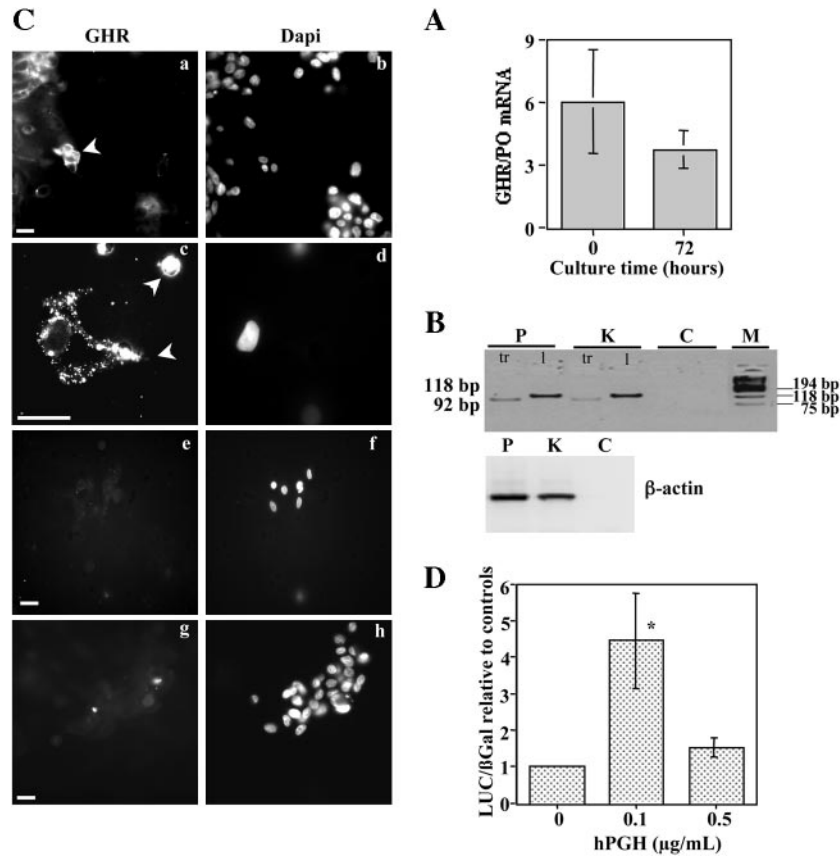 C
GHR Dapi
a b
c d
e f
g h
A
9
6
3
0
GHR/PO mRNA
0 72
Culture time (hours)
B
P K C M
tr l tr l
118 bp
92 bp
194 bp
118 bp
75 bp
P K C
β-actin
D
6
5
4
3
2
1
0
LUC/βGal relative to controls
*
0 0.1 0.5
hPGH (µg/mL)